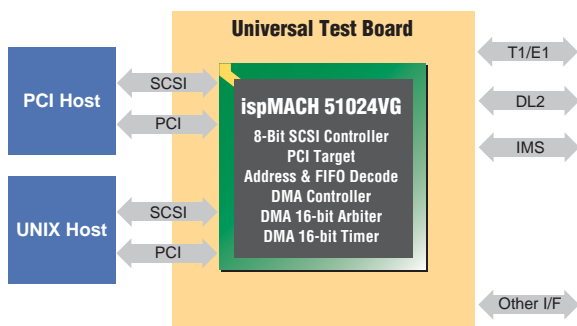 Universal Test Board
PCI Host
SCSI
PCI
UNIX Host
SCSI
PCI
ispMACH 51024VG
8-Bit SCSI Controller
PCI Target
Address & FIFO Decode
DMA Controller
DMA 16-bit Arbiter
DMA 16-bit Timer
T1/E1
DL2
IMS
Other I/F